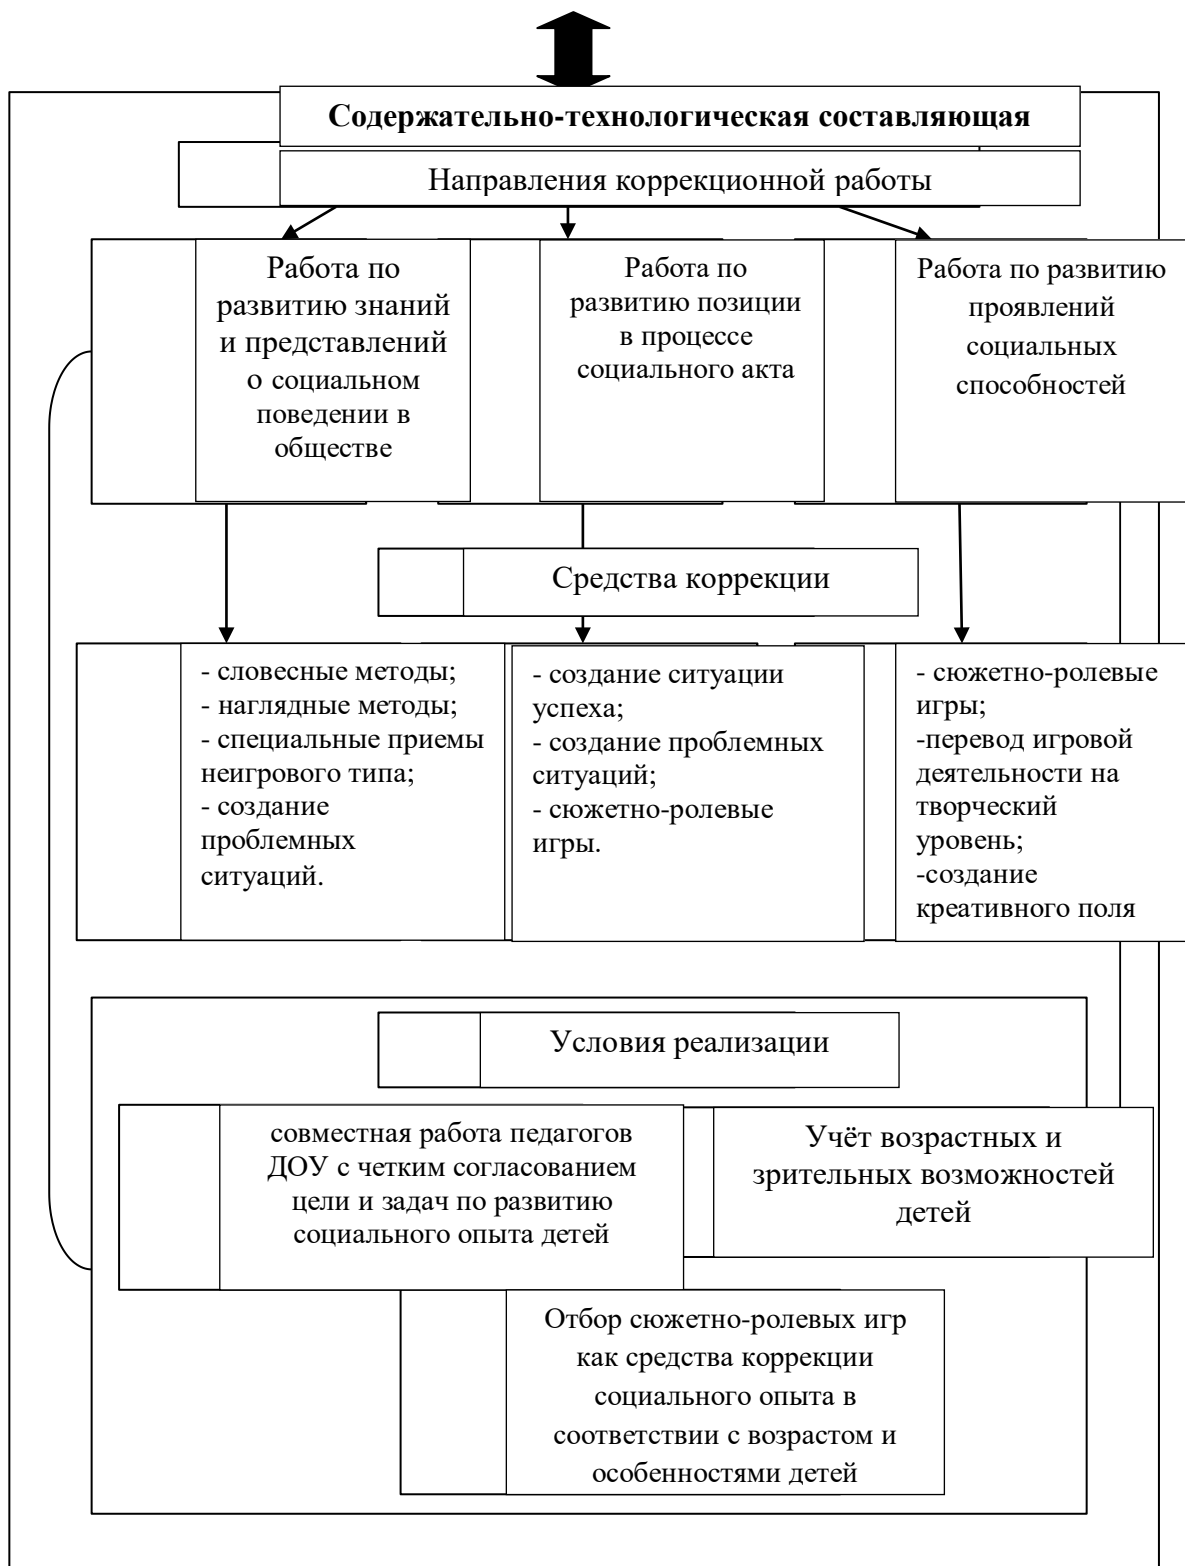 Содержательно-технологическая составляющая
Направления коррекционной работы
Работа по
развитию знаний
и представлений
о социальном
поведении в
обществе
Работа по
развитию позиции
в процессе
социального акта
Работа по развитию
проявлений
социальных
способностей
Средства коррекции
- словесные методы;
- наглядные методы;
- специальные приемы
неигрового типа;
- создание
проблемных
ситуаций.
- создание ситуации
успеха;
- создание проблемных
ситуаций;
- сюжетно-ролевые
игры.
- сюжетно-ролевые
игры;
-перевод игровой
деятельности на
творческий
уровень;
-создание
креативного поля
Условия реализации
совместная работа педагогов
ДОУ с четким согласованием
цели и задач по развитию
социального опыта детей
Учёт возрастных и
зрительных возможностей
детей
Отбор сюжетно-ролевых игр
как средства коррекции
социального опыта в
соответствии с возрастом и
особенностями детей